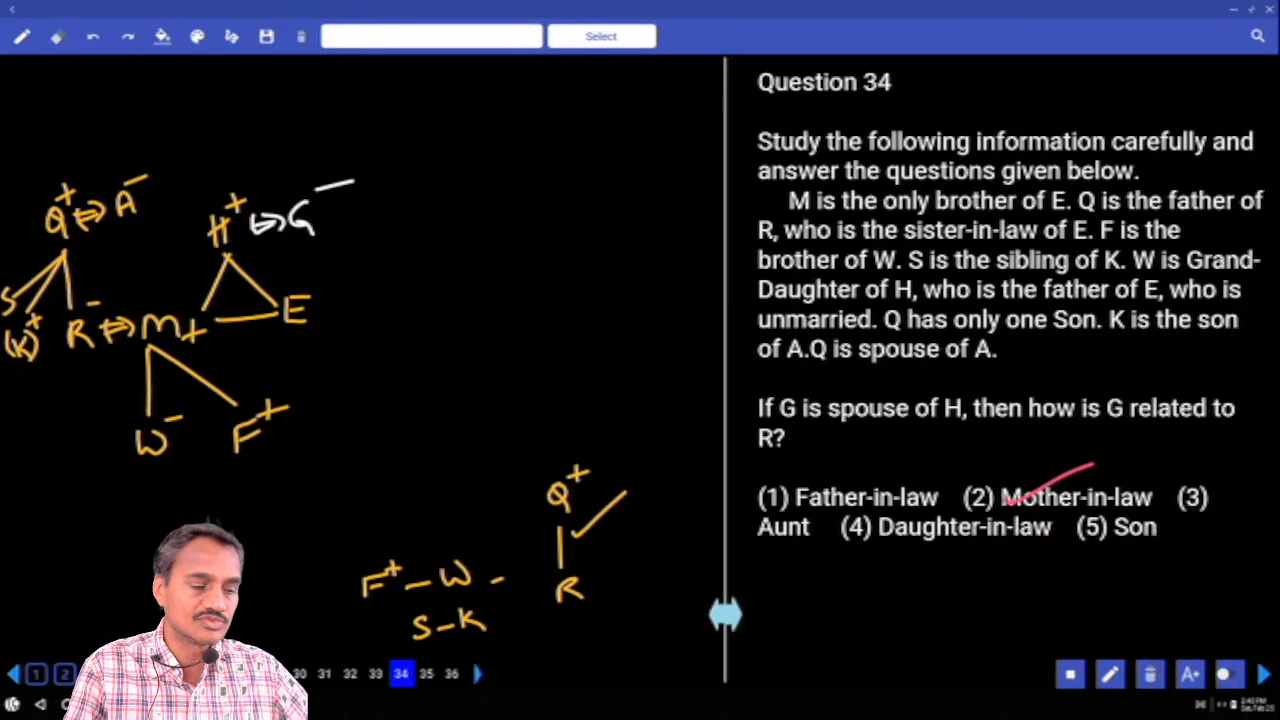 Select
Question 34
Study the following information carefully and
answer the questions given below.
M is the only brother of E. Q is the father of
R, who is the sister-in-law of E. F is the
brother of W. S is the sibling of K. W is Grand-
Daughter of H, who is the father of E, who is
unmarried. Q has only one Son. K is the son
of A.Q is spouse of A.
If G is spouse of H, then how is G related to
R?
(1) Father-in-law (2) Mother-in-law (3)
Aunt (4) Daughter-in-law (5) Son
Q+ ⇔ A-
H+ ⇔ G-
S (K)+ R- ⇔ M+ E
W- F+
Q+
F+ - W -
R
S - K
1 2 30 31 32 33 34 35 36
A+